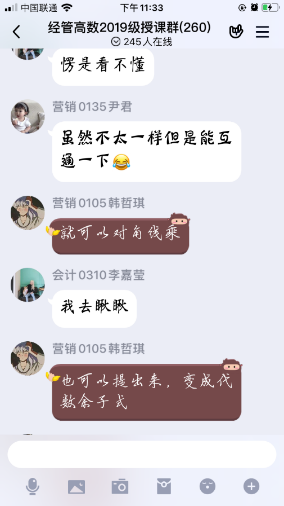 中国联通
下午11:33
经管高数2019级授课群(260)
245人在线
愣是看不懂
营销0135尹君
虽然不太一样但是能互
通一下😂
营销0105韩哲琪
就可以对角线乘
会计0310李嘉莹
我去瞅瞅
营销0105韩哲琪
也可以提出来，变成代
数余子式